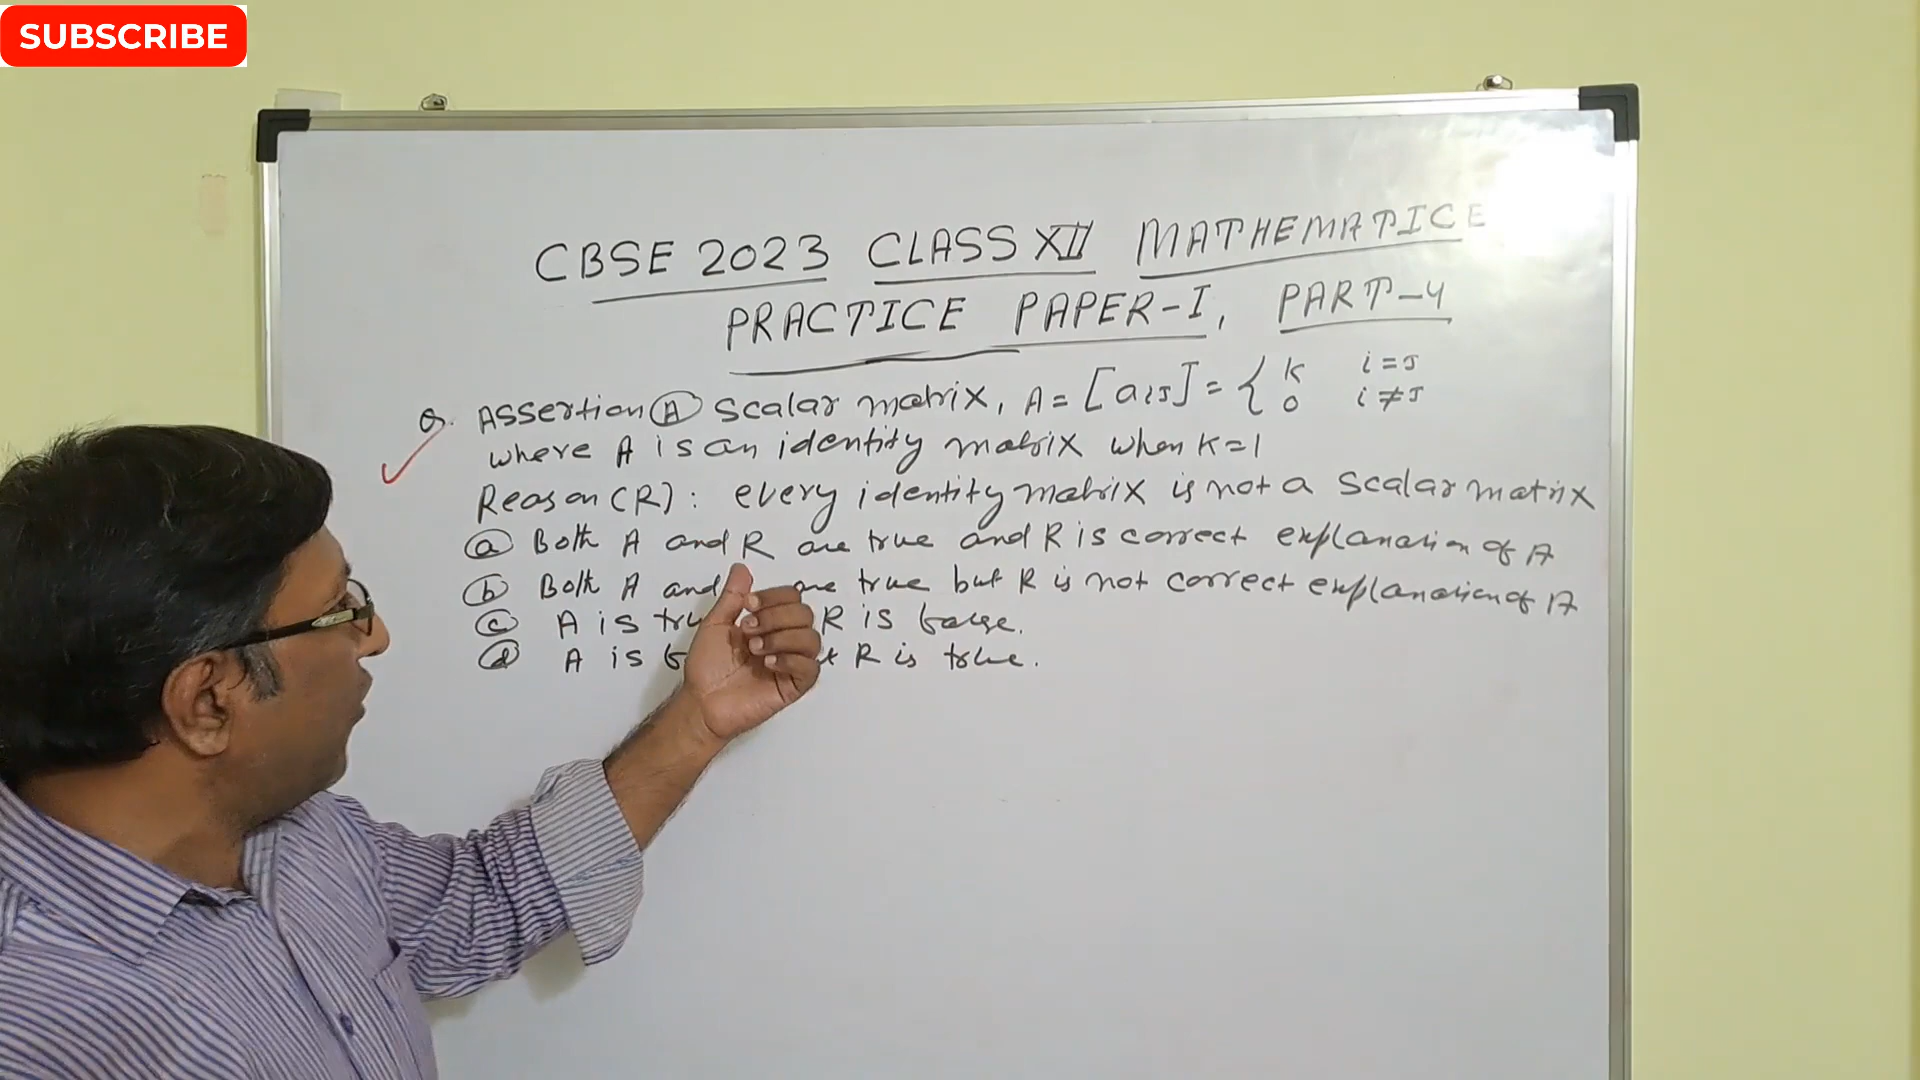 SUBSCRIBE
CBSE 2023 CLASS XII MATHEMATICE
PRACTICE PAPER-I, PART-4
Q. Assertion (A) Scalar matrix, A = [aij] = { K i=J
0 i≠J
where A is an identity matrix when K=1
Reason (R): every identity matrix is not a Scalar matrix
(a) Both A and R are true and R is correct explanation of A
(b) Both A and are true but R is not correct explanation of A
(c) A is R is false.
(d) A is R is true.